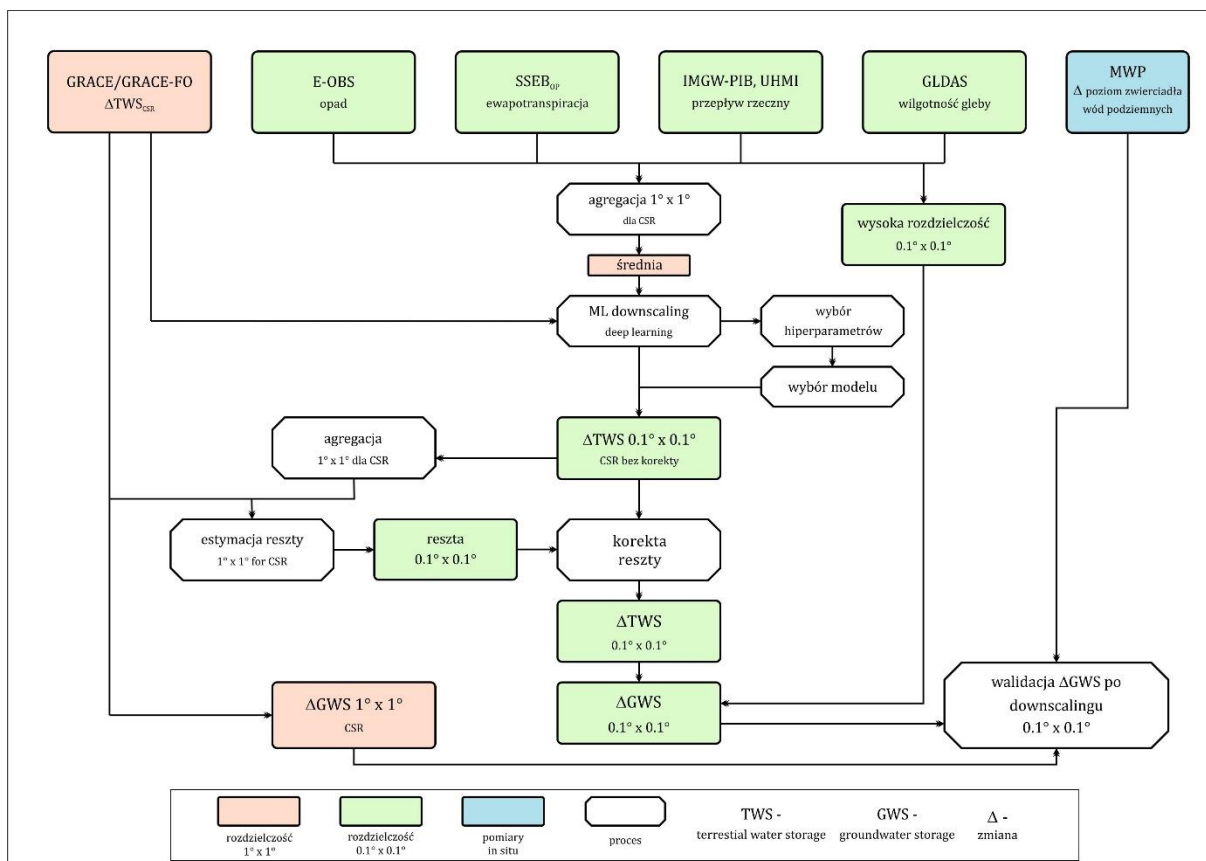 GRACE/GRACE-FO
ΔTWS_CSR
E-OBS
opad
SSEB_OP
ewapotranspiracja
IMGW-PIB, UHMI
przepływ rzeczny
GLDAS
wilgotność gleby
MWP
Δ poziom zwierciadła
wód podziemnych
agregacja 1° x 1°
dla CSR
wysoka rozdzielczość
0.1° x 0.1°
średnia
ML downscaling
deep learning
wybór
hiperparametrów
wybór modelu
agregacja
1° x 1° dla CSR
ΔTWS 0.1° x 0.1°
CSR bez korekty
estymacja reszty
1° x 1° for CSR
reszta
0.1° x 0.1°
korekta
reszty
ΔTWS
0.1° x 0.1°
ΔGWS 1° x 1°
CSR
ΔGWS
0.1° x 0.1°
walidacja ΔGWS po
downscalingu
0.1° x 0.1°
rozdzielczość
1° x 1°
rozdzielczość
0.1° x 0.1°
pomiary
in situ
proces
TWS -
terrestial water storage
GWS -
groundwater storage
Δ -
zmiana